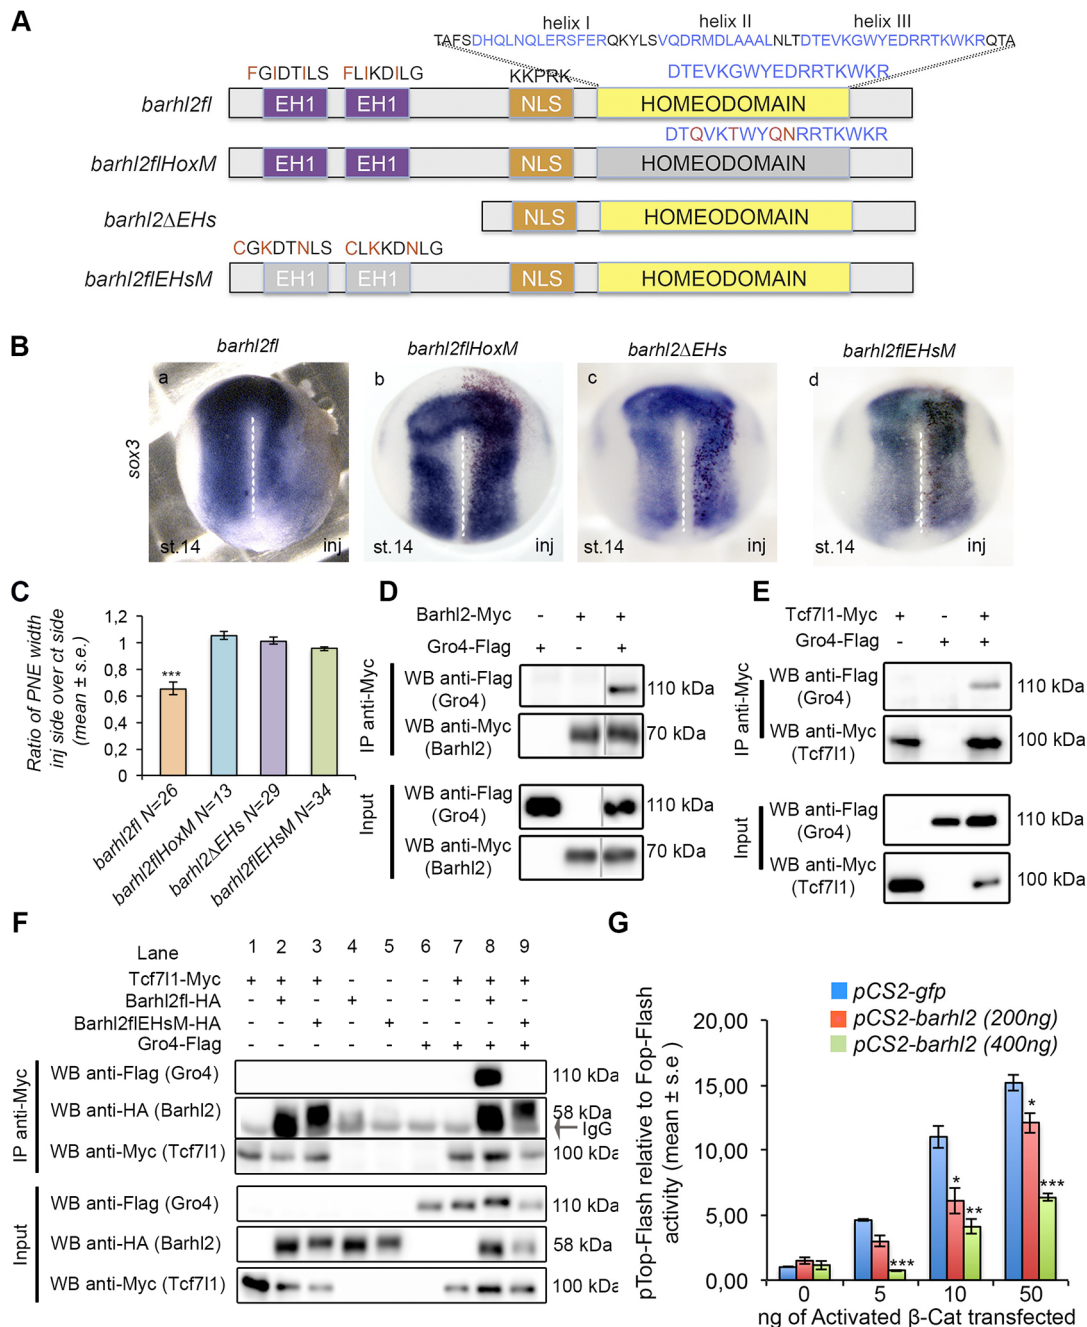 A
helix I helix II helix III
TAFSDHQLNQLERSFERQKYLSVQDRMDLAAALNLTDTEVKGWYEDRRTKWKRQTA
FGIDTILS FLIKDILG KKPRK DTEVKGWYEDRRTKWKR
barhl2fl EH1 EH1 NLS HOMEODOMAIN
DTQVKTWYQNRRTKWKR
barhl2flHoxM EH1 EH1 NLS HOMEODOMAIN
barhl2ΔEHs NLS HOMEODOMAIN
CGKDTNLS CLKKDNLG
barhl2flEHsM EH1 EH1 NLS HOMEODOMAIN
B
barhl2fl barhl2flHoxM barhl2ΔEHs barhl2flEHsM
a b c d
sox3
st.14 inj st.14 inj st.14 inj st.14 inj
C
Ratio of PNE width
inj side over ct side
(mean ± s.e.)
1,2
1
0,8
0,6
0,4
0,2
0
***
barhl2fl N=26
barhl2flHoxM N=13
barhl2ΔEHs N=29
barhl2flEHsM N=34
D
Barhl2-Myc - + +
Gro4-Flag + - +
IP anti-Myc
WB anti-Flag
(Gro4)
110 kDa
WB anti-Myc
(Barhl2)
70 kDa
Input
WB anti-Flag
(Gro4)
110 kDa
WB anti-Myc
(Barhl2)
70 kDa
E
Tcf7l1-Myc + - +
Gro4-Flag - + +
IP anti-Myc
WB anti-Flag
(Gro4)
110 kDa
WB anti-Myc
(Tcf7l1)
100 kDa
Input
WB anti-Flag
(Gro4)
110 kDa
WB anti-Myc
(Tcf7l1)
100 kDa
F
Lane 1 2 3 4 5 6 7 8 9
Tcf7l1-Myc + + + - - - + + +
Barhl2fl-HA - + - + - - - + -
Barhl2flEHsM-HA - - + - + - - - +
Gro4-Flag - - - - - + + + +
IP anti-Myc
WB anti-Flag (Gro4) 110 kDa
WB anti-HA (Barhl2) 58 kDa
IgG
WB anti-Myc (Tcf7l1) 100 kDa
Input
WB anti-Flag (Gro4) 110 kDa
WB anti-HA (Barhl2) 58 kDa
WB anti-Myc (Tcf7l1) 100 kDa
G
pCS2-gfp
pCS2-barhl2 (200ng)
pCS2-barhl2 (400ng)
pTop-Flash relative to Fop-Flash
activity (mean ± s.e )
20,00
15,00
10,00
5,00
0,00
*** * ** * ***
0 5 10 50
ng of Activated β-Cat transfected